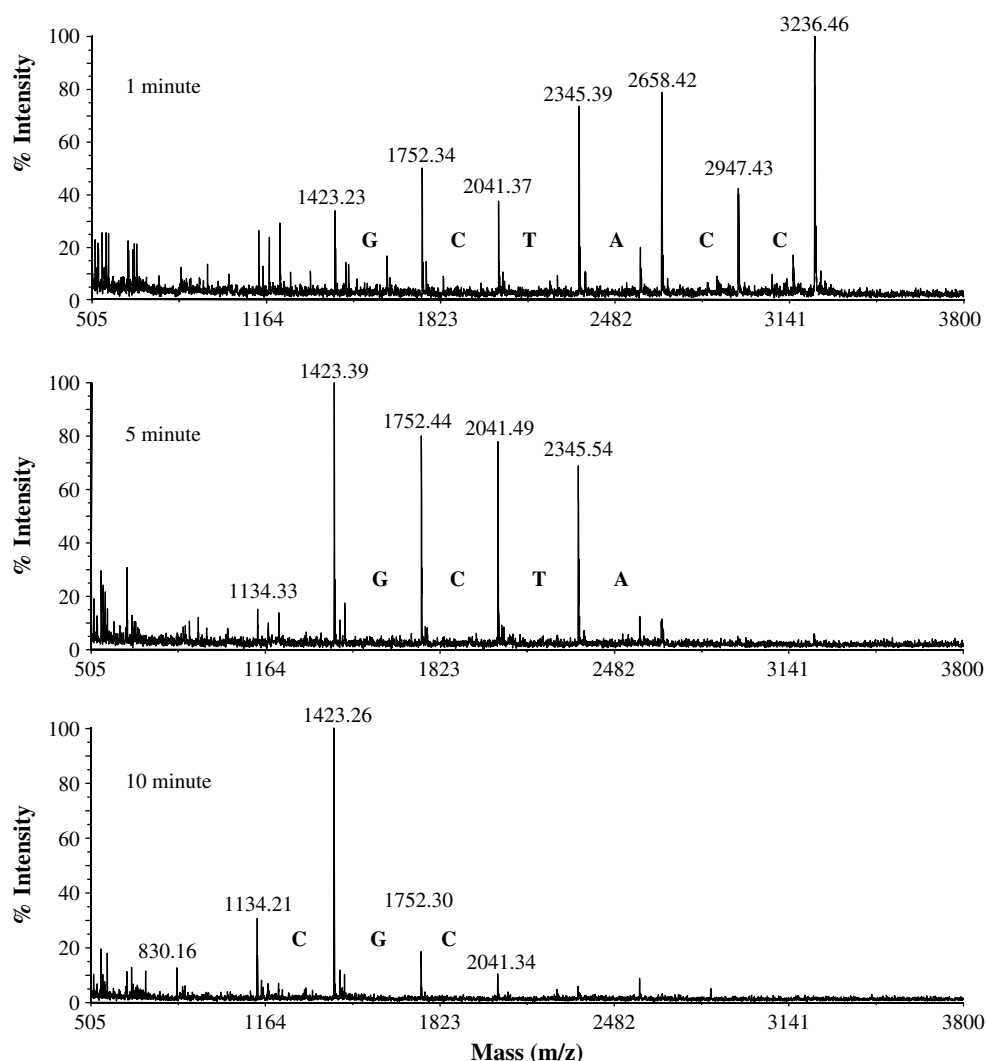 3236.46
100
1 minute
80
2658.42
2345.39
60
1752.34
2947.43
2041.37
40
1423.23
G C T A C C
20
0
505 1164 1823 2482 3141 3800
% Intensity
1423.39
100
5 minute
1752.44 2041.49
80
2345.54
60
40
G C T A
20
1134.33
0
505 1164 1823 2482 3141 3800
% Intensity
1423.26
100
10 minute
80
60
40
1134.21
1752.30
C G C
20
830.16
2041.34
0
505 1164 1823 2482 3141 3800
% Intensity
Mass (m/z)